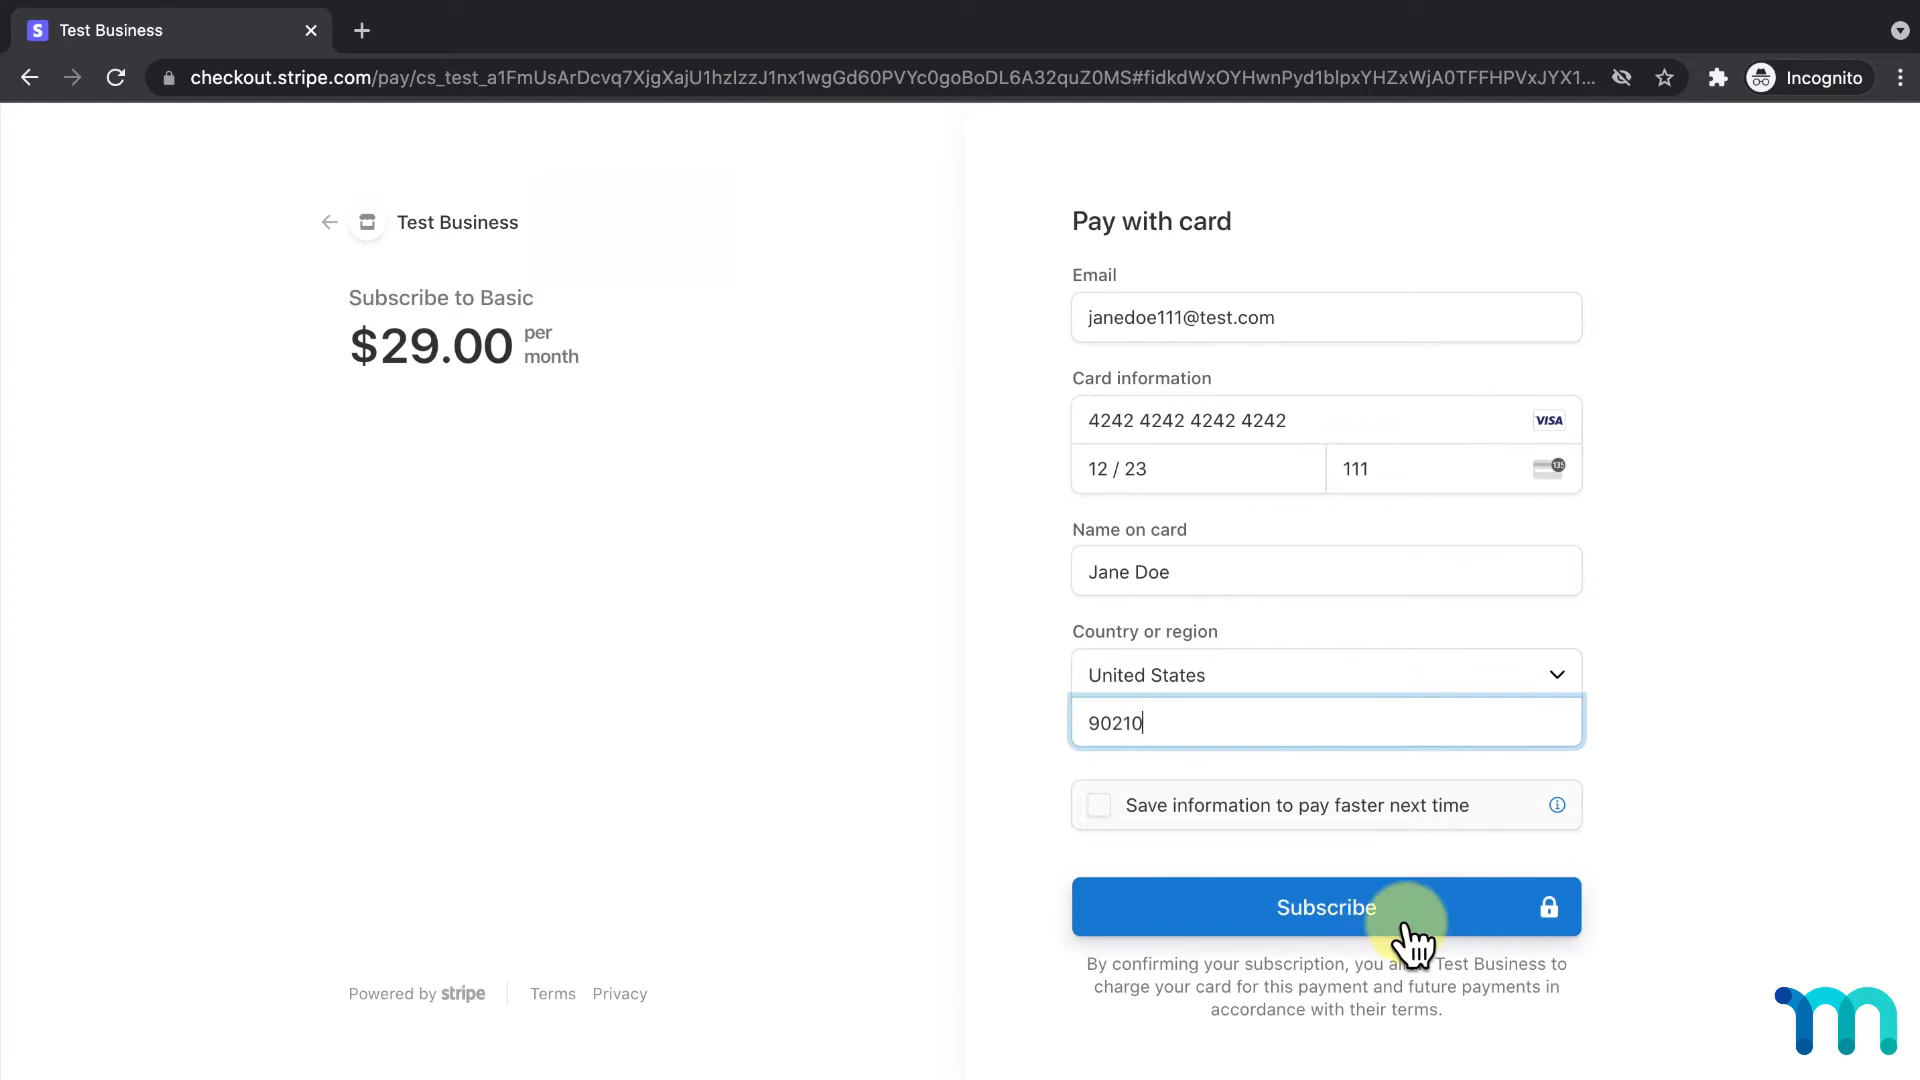 Test Business
checkout.stripe.com/pay/cs_test_a1FmUsArDcvq7XjgXajU1hzIzzJ1nx1wgGd60PVYc0goBoDL6A32quZ0MS#fidkdWxOYHwnPyd1blpxYHZxWjA0TFFHPVxJYX1...
Incognito
Test Business
Subscribe to Basic
$29.00 per month
Powered by stripe
Terms
Privacy
Pay with card
Email
janedoe111@test.com
Card information
4242 4242 4242 4242
VISA
12 / 23
111
135
Name on card
Jane Doe
Country or region
United States
90210
Save information to pay faster next time
Subscribe
By confirming your subscription, you Test Business to
charge your card for this payment and future payments in
accordance with their terms.